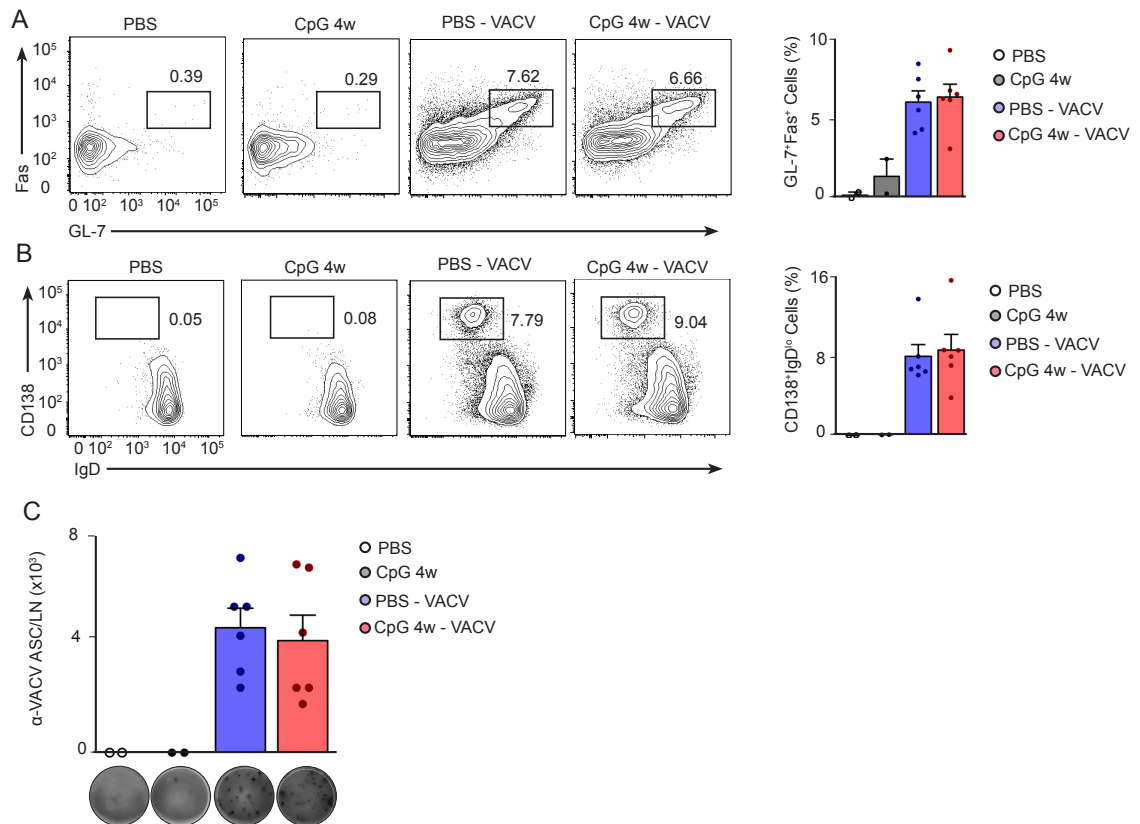 A
PBS
CpG 4w
PBS - VACV
CpG 4w - VACV
10⁵
10⁴
10³
10²
0
Fas
0.39
0.29
7.62
6.66
0 10² 10³ 10⁴ 10⁵
GL-7
10
5
0
GL-7⁺Fas⁺ Cells (%)
PBS
CpG 4w
PBS - VACV
CpG 4w - VACV
B
PBS
CpG 4w
PBS - VACV
CpG 4w - VACV
10⁵
10⁴
10³
10²
0
CD138
0.05
0.08
7.79
9.04
0 10² 10³ 10⁴ 10⁵
IgD
16
8
0
CD138⁺IgDˡᵒ Cells (%)
PBS
CpG 4w
PBS - VACV
CpG 4w - VACV
C
8
4
0
α-VACV ASC/LN (x10³)
PBS
CpG 4w
PBS - VACV
CpG 4w - VACV